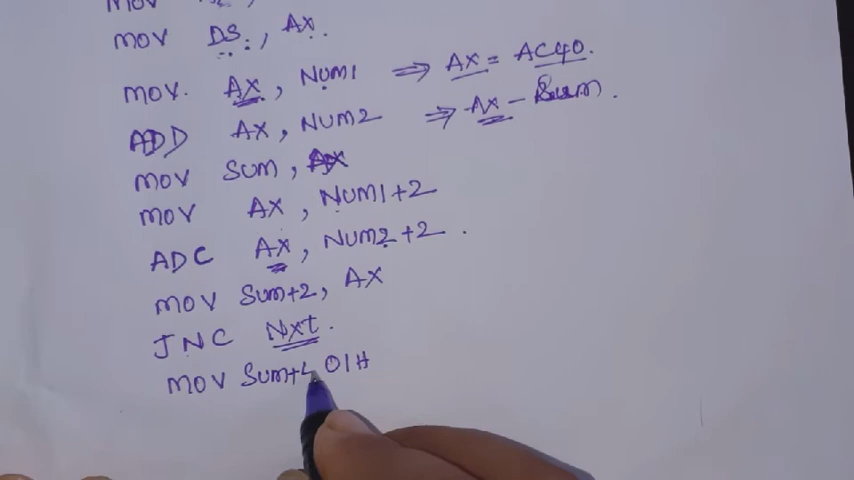 MOV
MOV DS, AX.
MOV. AX, NUM1 ⇒ AX = AC40.
ADD AX, NUM2 ⇒ AX - Sum.
MOV SUM, AX
MOV AX, NUM1+2
ADC AX, NUM2+2.
MOV Sum+2, AX
JNC Nxt.
MOV Sum+4 01H